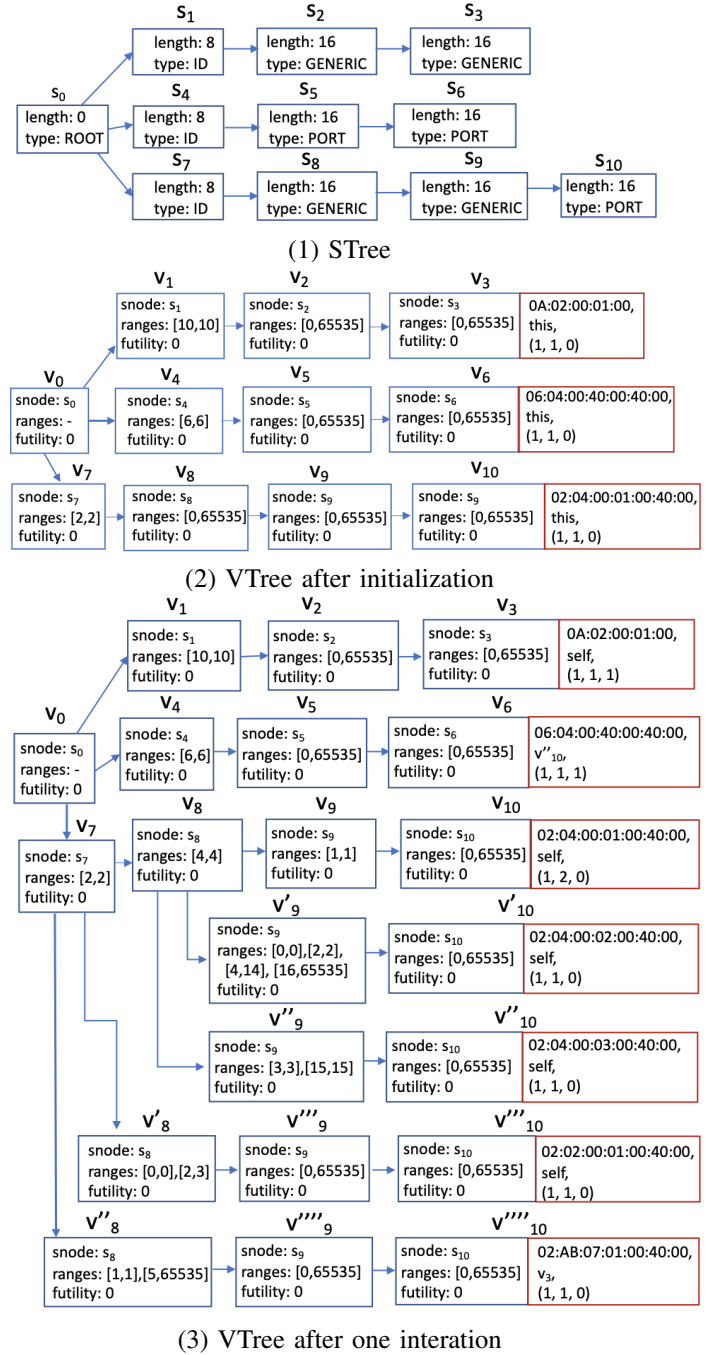 S1
S2
S3
length: 8
type: ID
length: 16
type: GENERIC
length: 16
type: GENERIC
S0
length: 0
type: ROOT
S4
S5
S6
length: 8
type: ID
length: 16
type: PORT
length: 16
type: PORT
S7
S8
S9
S10
length: 8
type: ID
length: 16
type: GENERIC
length: 16
type: GENERIC
length: 16
type: PORT
(1) STree
V1
V2
V3
snode: s1
ranges: [10,10]
futility: 0
snode: s2
ranges: [0,65535]
futility: 0
snode: s3
ranges: [0,65535]
futility: 0
0A:02:00:01:00,
this,
(1, 1, 0)
V0
snode: s0
ranges: -
futility: 0
V4
V5
V6
snode: s4
ranges: [6,6]
futility: 0
snode: s5
ranges: [0,65535]
futility: 0
snode: s6
ranges: [0,65535]
futility: 0
06:04:00:40:00:40:00,
this,
(1, 1, 0)
V7
V8
V9
V10
snode: s7
ranges: [2,2]
futility: 0
snode: s8
ranges: [0,65535]
futility: 0
snode: s9
ranges: [0,65535]
futility: 0
snode: s9
ranges: [0,65535]
futility: 0
02:04:00:01:00:40:00,
this,
(1, 1, 0)
(2) VTree after initialization
V1
V2
V3
snode: s1
ranges: [10,10]
futility: 0
snode: s2
ranges: [0,65535]
futility: 0
snode: s3
ranges: [0,65535]
futility: 0
0A:02:00:01:00,
self,
(1, 1, 1)
V0
snode: s0
ranges: -
futility: 0
V4
V5
V6
snode: s4
ranges: [6,6]
futility: 0
snode: s5
ranges: [0,65535]
futility: 0
snode: s6
ranges: [0,65535]
futility: 0
06:04:00:40:00:40:00,
v''10,
(1, 1, 1)
V7
V8
V9
V10
snode: s7
ranges: [2,2]
futility: 0
snode: s8
ranges: [4,4]
futility: 0
snode: s9
ranges: [1,1]
futility: 0
snode: s10
ranges: [0,65535]
futility: 0
02:04:00:01:00:40:00,
self,
(1, 2, 0)
V'9
V'10
snode: s9
ranges: [0,0],[2,2],
[4,14], [16,65535]
futility: 0
snode: s10
ranges: [0,65535]
futility: 0
02:04:00:02:00:40:00,
self,
(1, 1, 0)
V''9
V''10
snode: s9
ranges: [3,3],[15,15]
futility: 0
snode: s10
ranges: [0,65535]
futility: 0
02:04:00:03:00:40:00,
self,
(1, 1, 0)
V'8
V'''9
V'''10
snode: s8
ranges: [0,0],[2,3]
futility: 0
snode: s9
ranges: [0,65535]
futility: 0
snode: s10
ranges: [0,65535]
futility: 0
02:02:00:01:00:40:00,
self,
(1, 1, 0)
V''8
V''''9
V''''10
snode: s8
ranges: [1,1],[5,65535]
futility: 0
snode: s9
ranges: [0,65535]
futility: 0
snode: s10
ranges: [0,65535]
futility: 0
02:AB:07:01:00:40:00,
v3,
(1, 1, 0)
(3) VTree after one interation